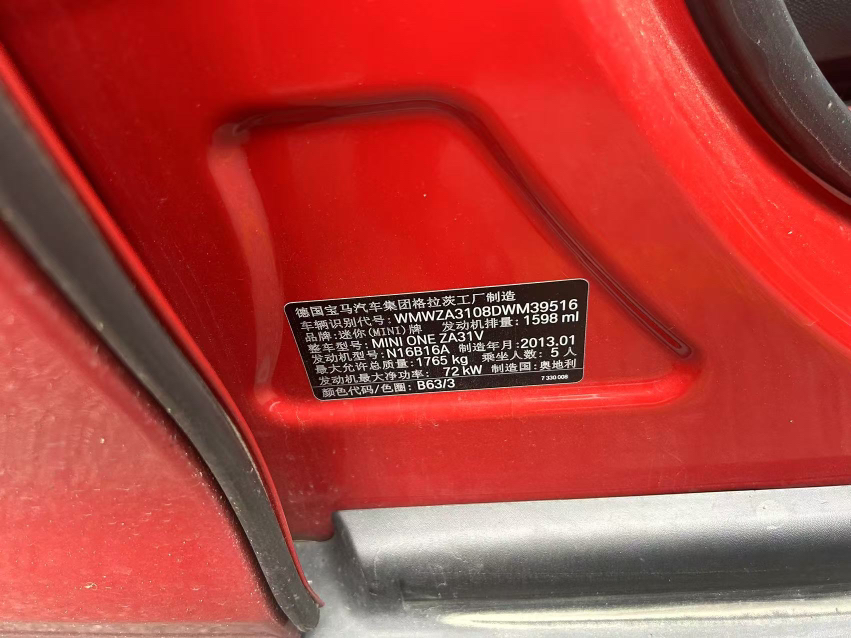 德国宝马汽车集团格拉茨工厂制造
车辆识别代号: WMWZA3108DWM39516
品牌: 迷你(MINI)牌 发动机排量: 1598 ml
整车型号: MINI ONE ZA31V
发动机型号: N16B16A 制造年月: 2013.01
最大允许总质量: 1765 kg 乘坐人数: 5 人
发动机最大净功率: 72 kW 制造国: 奥地利
颜色代码/色圈: B63/3 7 330 006